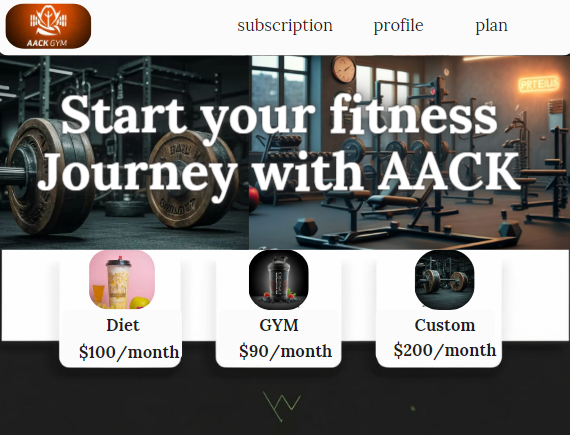 subscription profile plan
AACK GYM
Start your fitness
Journey with AACK
Diet GYM Custom
$100/month $90/month $200/month